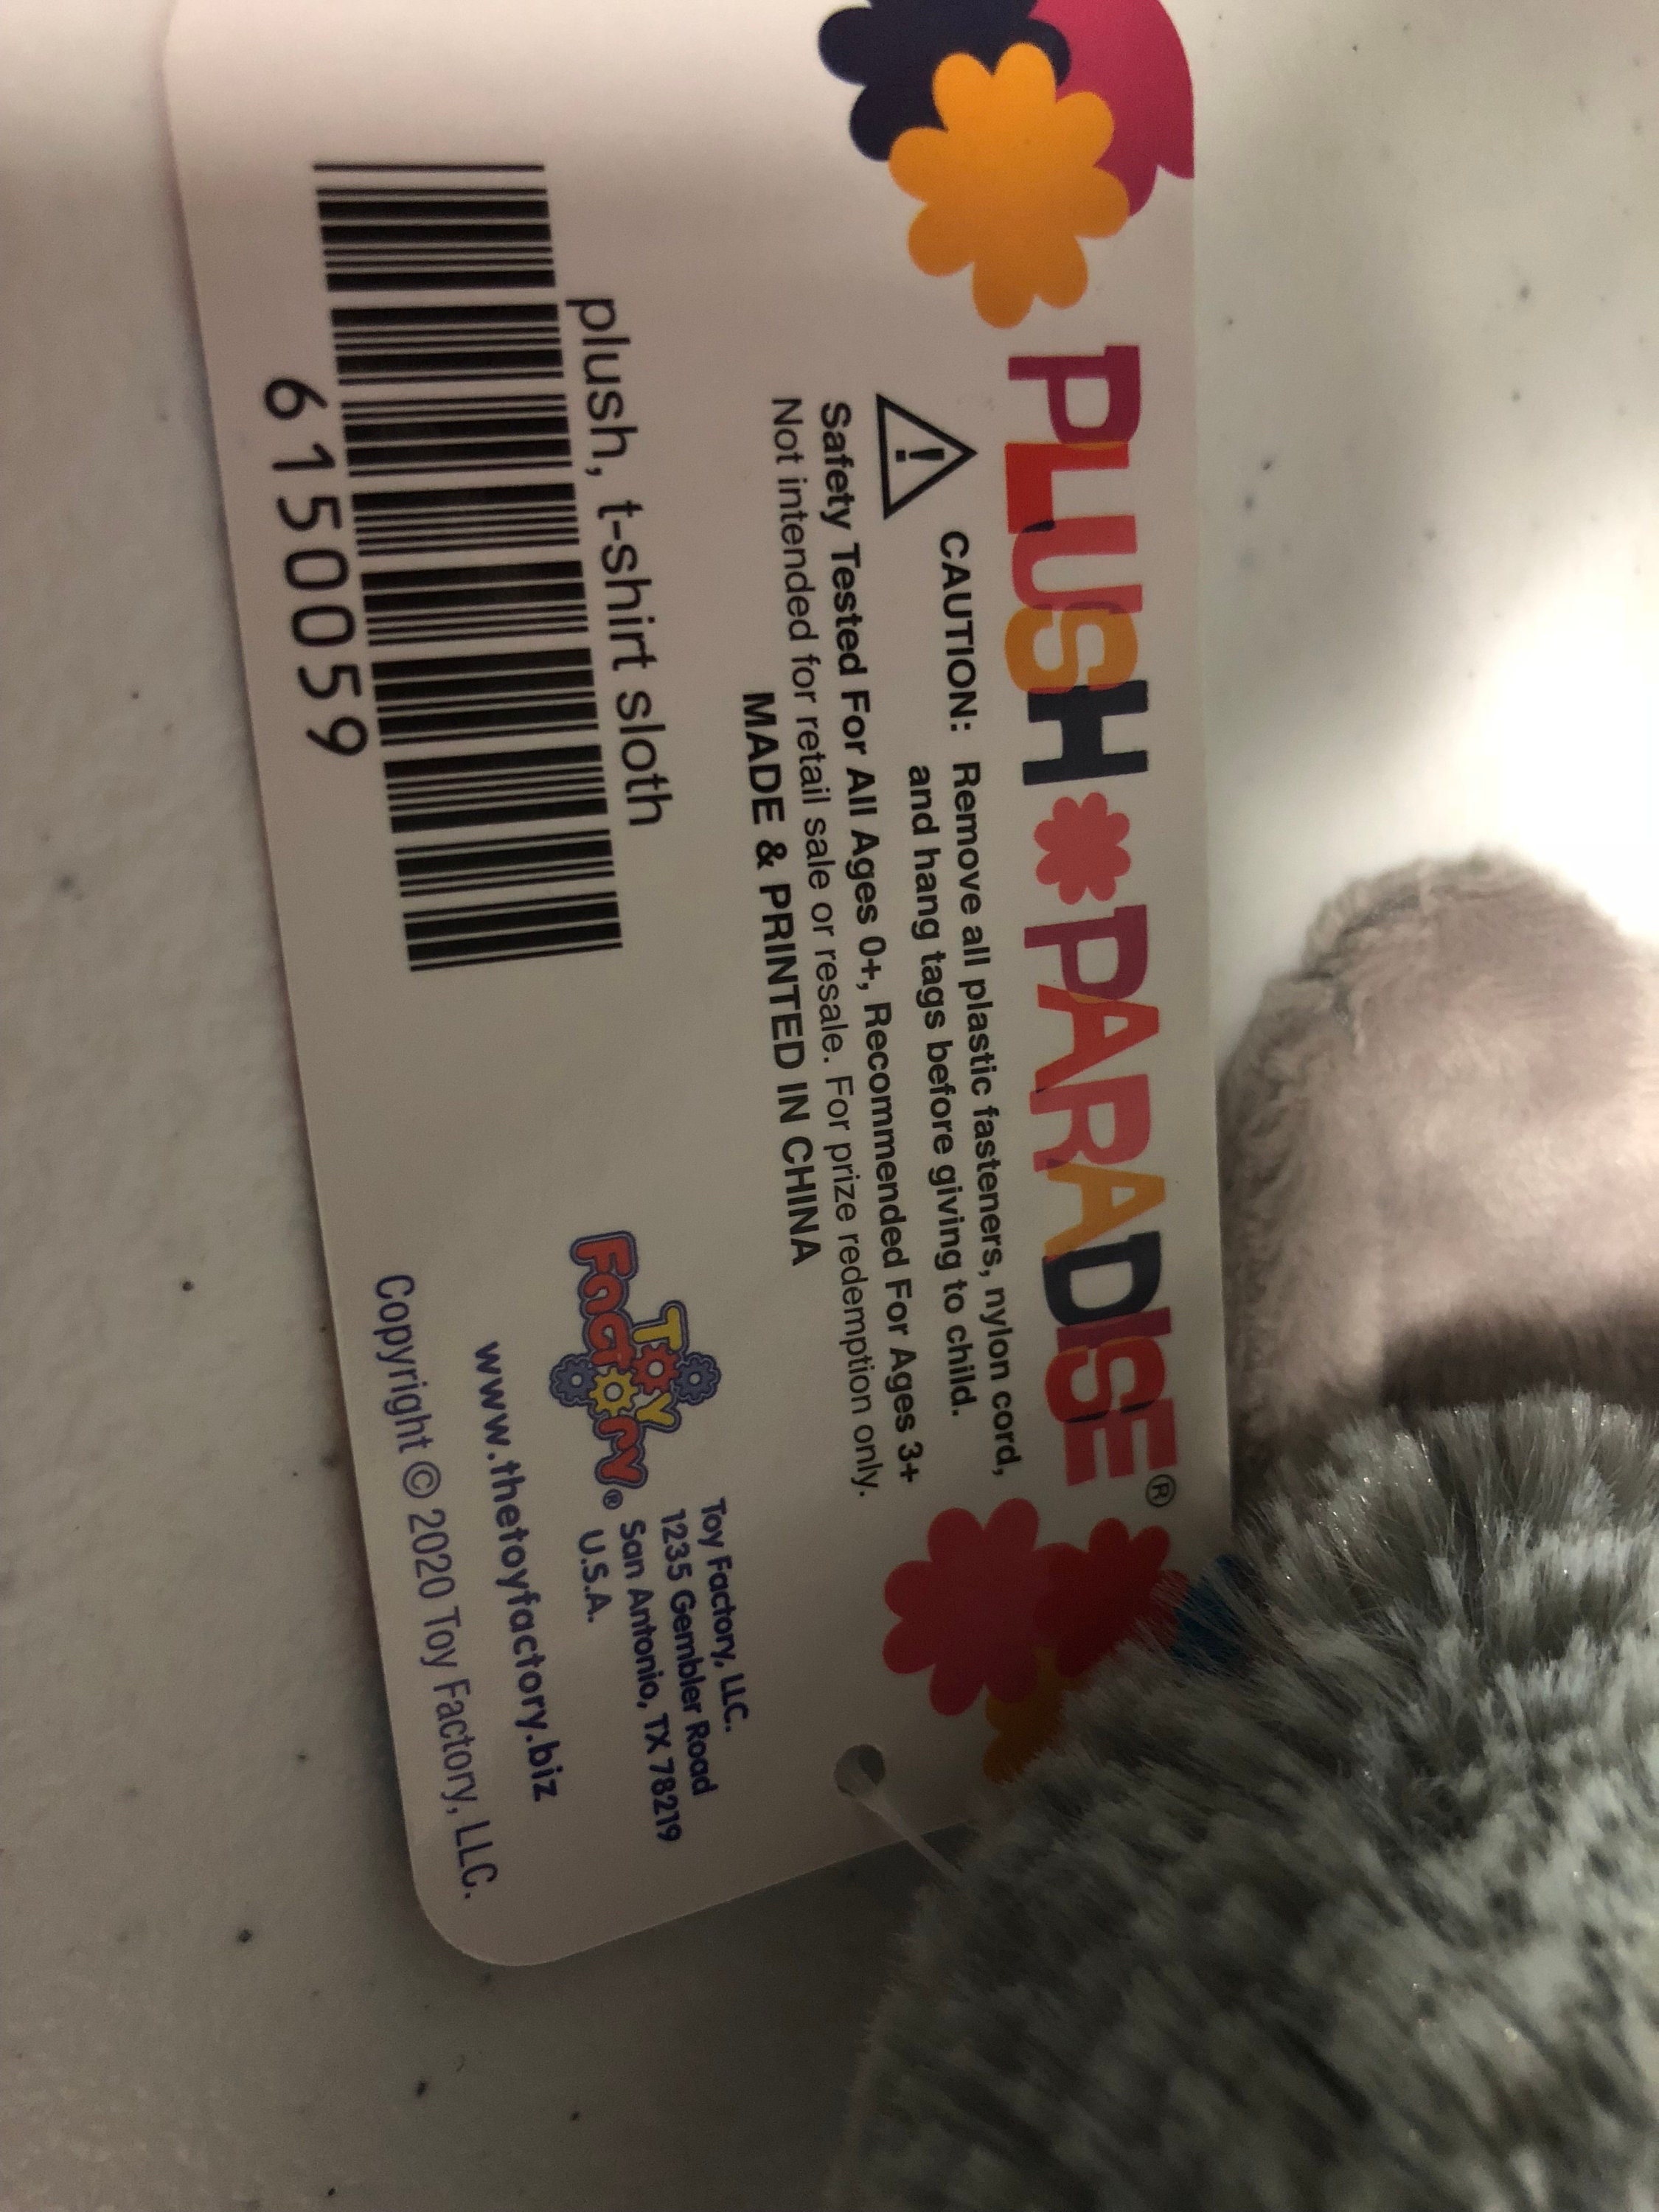 PLUSH PARADISE®
CAUTION: Remove all plastic fasteners, nylon cord,
and hang tags before giving to child.
Safety Tested For All Ages 0+, Recommended For Ages 3+
Not intended for retail sale or resale. For prize redemption only.
MADE & PRINTED IN CHINA
plush, t-shirt sloth
6150059
Toy Factory®
Toy Factory, LLC.
1235 Gembler Road
San Antonio, TX 78219
U.S.A.
www.thetoyfactory.biz
Copyright © 2020 Toy Factory, LLC.